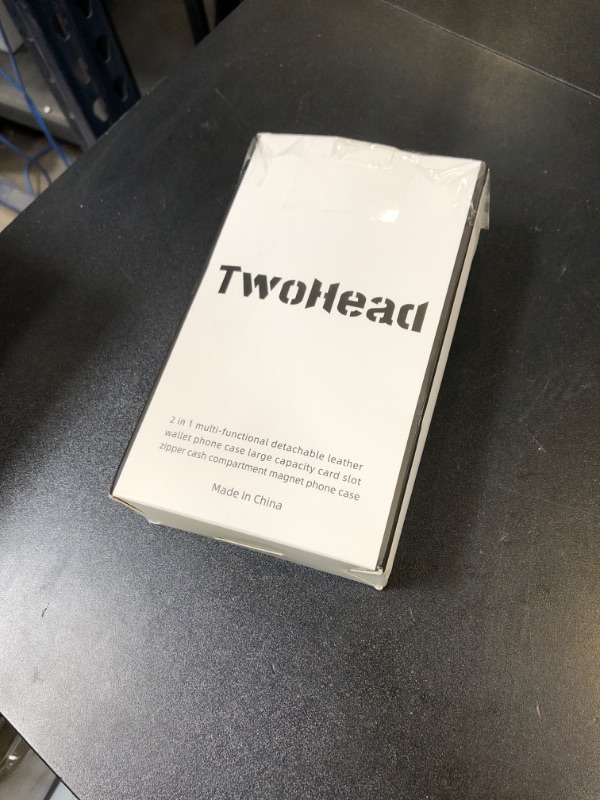 TwoHead
2 in 1 multi-functional detachable leather
wallet phone case large capacity card slot
zipper cash compartment magnet phone case
Made in China